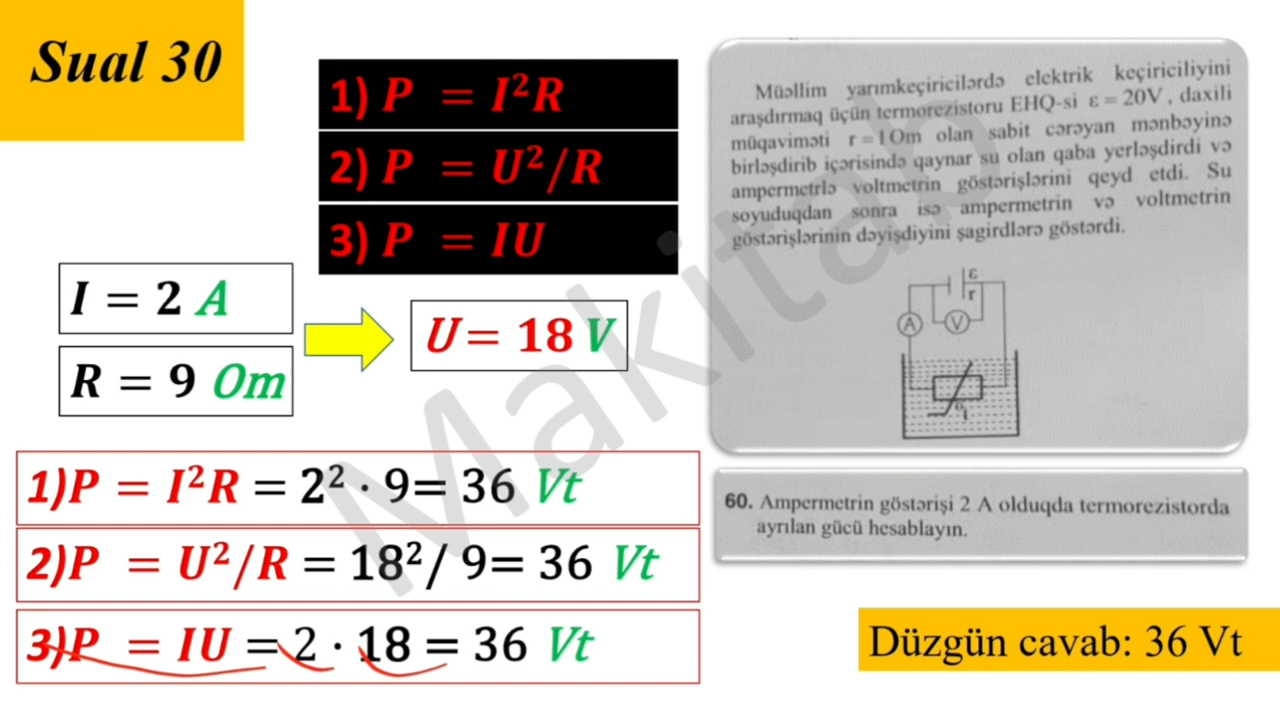 Sual 30
1) P = I²R
2) P = U²/R
3) P = IU
I = 2 A
R = 9 Om
U = 18 V
1)P = I²R = 2² · 9= 36 Vt
2)P = U²/R = 18²/ 9= 36 Vt
3)P = IU = 2 · 18 = 36 Vt
Müəllim yarımkeçiricilərdə elektrik keçiriciliyini
araşdırmaq üçün termorezistoru EHQ-si ε = 20V, daxili
müqaviməti r = 1 Om olan sabit cərəyan mənbəyinə
birləşdirib içərisində qaynar su olan qaba yerləşdirdi və
ampermetrlə voltmetrin göstərişlərini qeyd etdi. Su
soyuduqdan sonra isə ampermetrin və voltmetrin
göstərişlərinin dəyişdiyini şagirdlərə göstərdi.
ε
r
A
V
t
60. Ampermetrin göstərişi 2 A olduqda termorezistorda
ayrılan gücü hesablayın.
Düzgün cavab: 36 Vt
Makitab